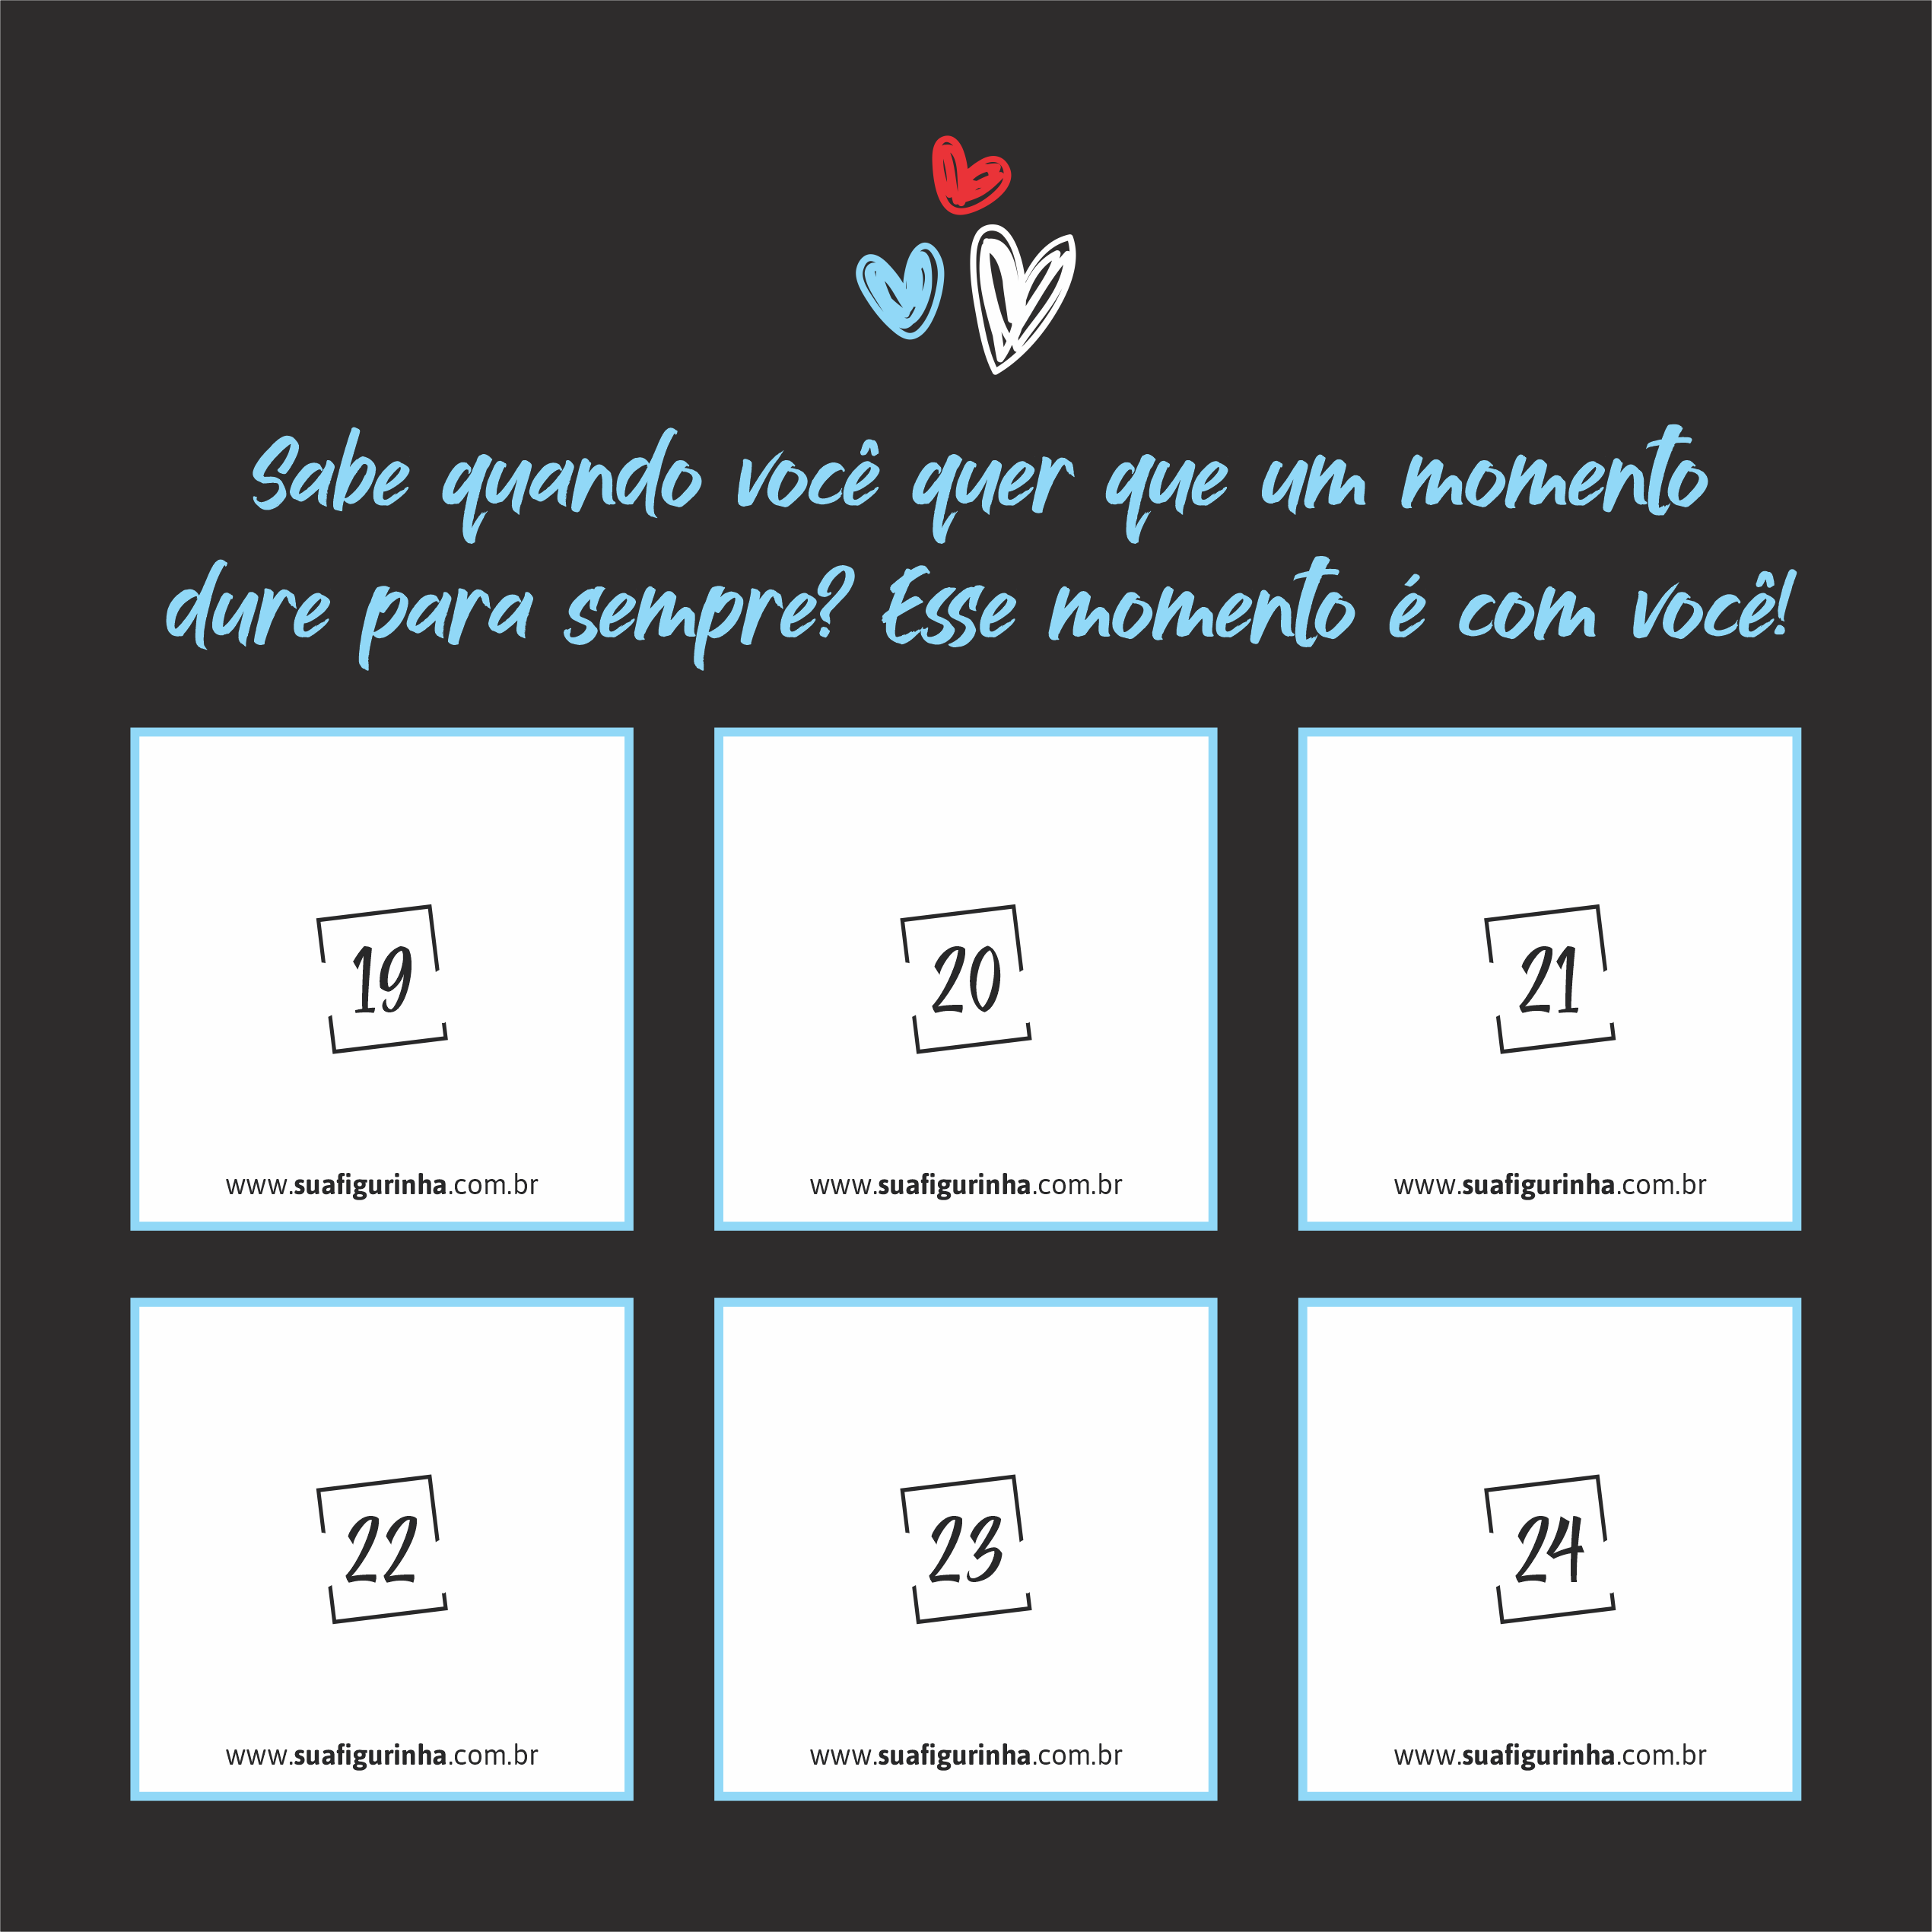 Sabe quando você quer que um momento
dure para sempre? Esse momento é com você!
19
20
21
www.suafigurinha.com.br
www.suafigurinha.com.br
www.suafigurinha.com.br
22
23
24
www.suafigurinha.com.br
www.suafigurinha.com.br
www.suafigurinha.com.br